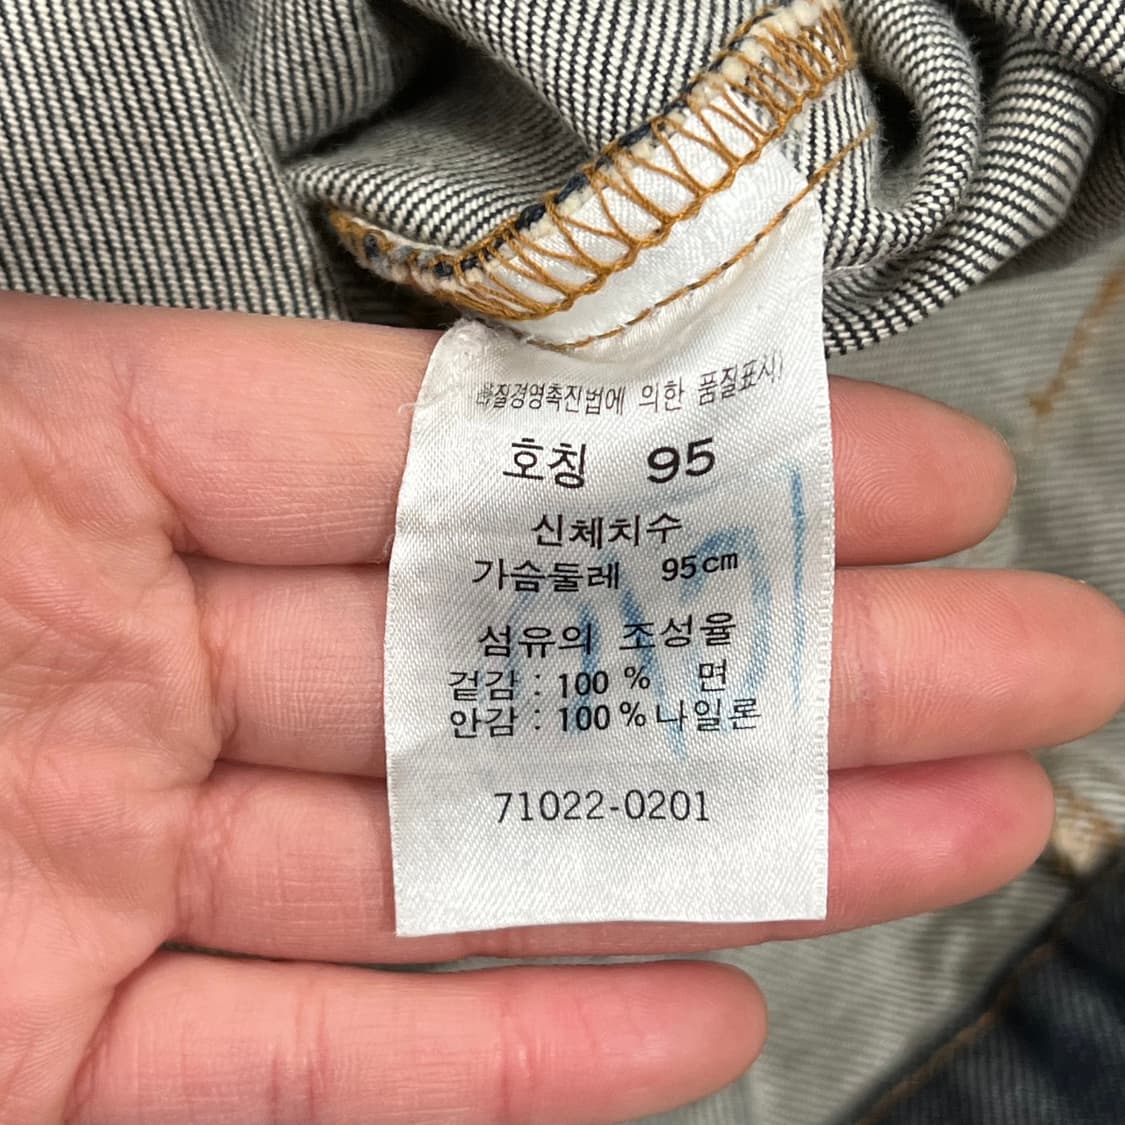 품질경영촉진법에 의한 품질표시)
호칭 95
신체치수
가슴둘레 95cm
섬유의 조성율
겉감 : 100 % 면
안감 : 100 % 나일론
71022-0201